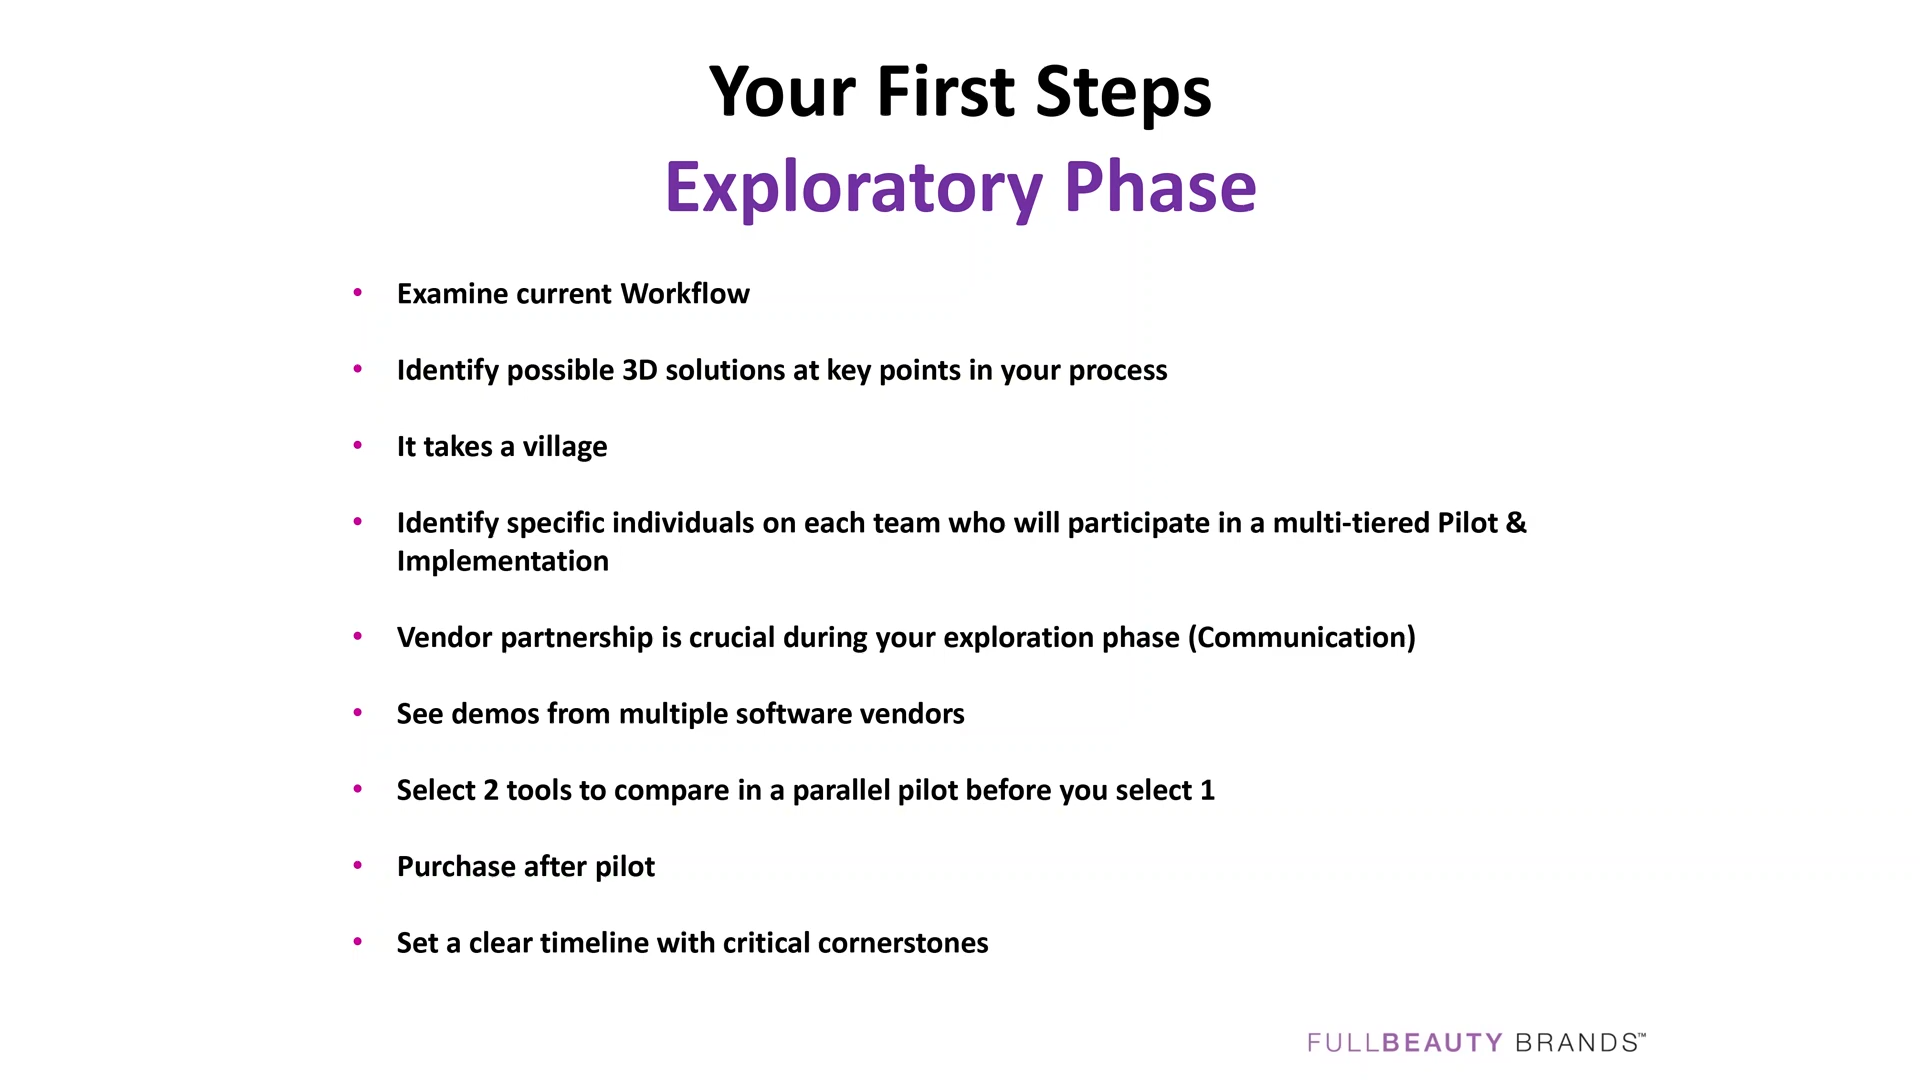 Your First Steps
Exploratory Phase
• Examine current Workflow
• Identify possible 3D solutions at key points in your process
• It takes a village
• Identify specific individuals on each team who will participate in a multi-tiered Pilot &
Implementation
• Vendor partnership is crucial during your exploration phase (Communication)
• See demos from multiple software vendors
• Select 2 tools to compare in a parallel pilot before you select 1
• Purchase after pilot
• Set a clear timeline with critical cornerstones
FULLBEAUTY BRANDS™